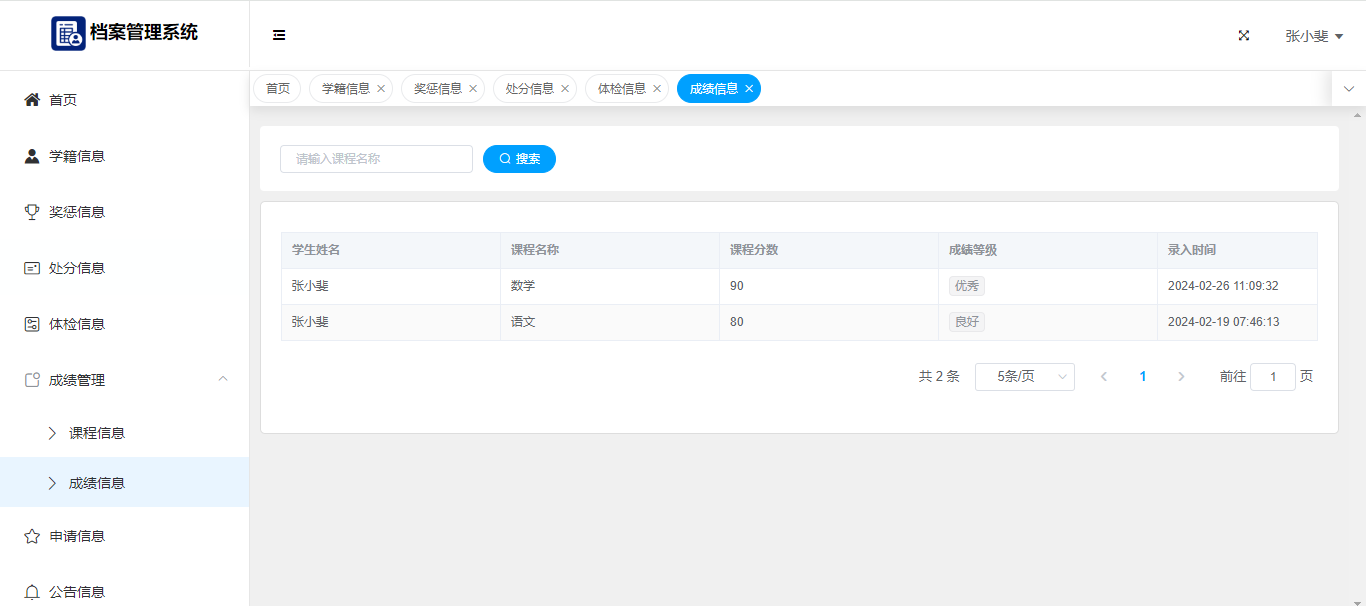 档案管理系统
张小斐
首页
学籍信息
奖惩信息
处分信息
体检信息
成绩管理
课程信息
成绩信息
申请信息
公告信息
首页 学籍信息 奖惩信息 处分信息 体检信息 成绩信息
请输入课程名称 搜索
学生姓名 课程名称 课程分数 成绩等级 录入时间
张小斐 数学 90 优秀 2024-02-26 11:09:32
张小斐 语文 80 良好 2024-02-19 07:46:13
共 2 条 5条/页 1 前往 1 页